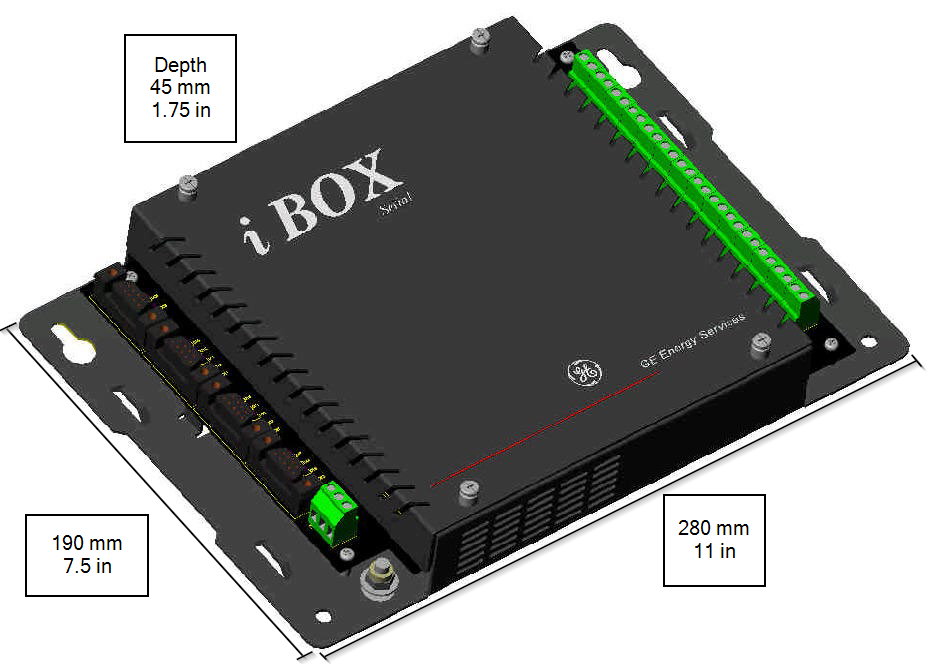 Depth
45 mm
1.75 in
i BOX
Serial
GE Energy Services
GE
190 mm
7.5 in
280 mm
11 in